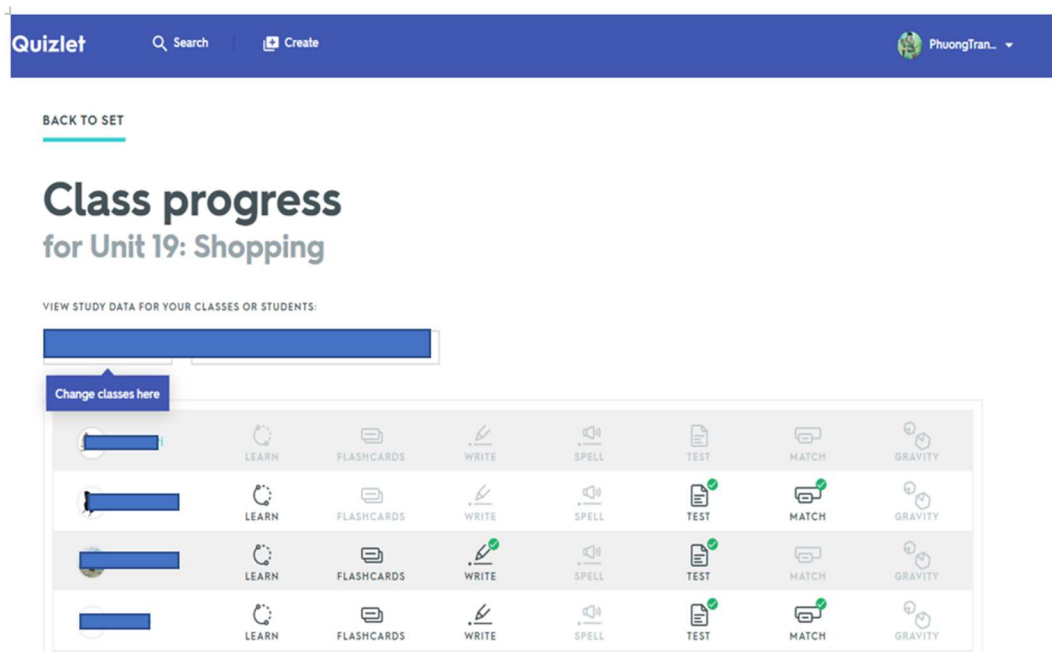 Quizlet Search Create PhuongTran...
BACK TO SET
Class progress
for Unit 19: Shopping
VIEW STUDY DATA FOR YOUR CLASSES OR STUDENTS:
Change classes here
LEARN FLASHCARDS WRITE SPELL TEST MATCH GRAVITY
LEARN FLASHCARDS WRITE SPELL TEST MATCH GRAVITY
LEARN FLASHCARDS WRITE SPELL TEST MATCH GRAVITY
LEARN FLASHCARDS WRITE SPELL TEST MATCH GRAVITY